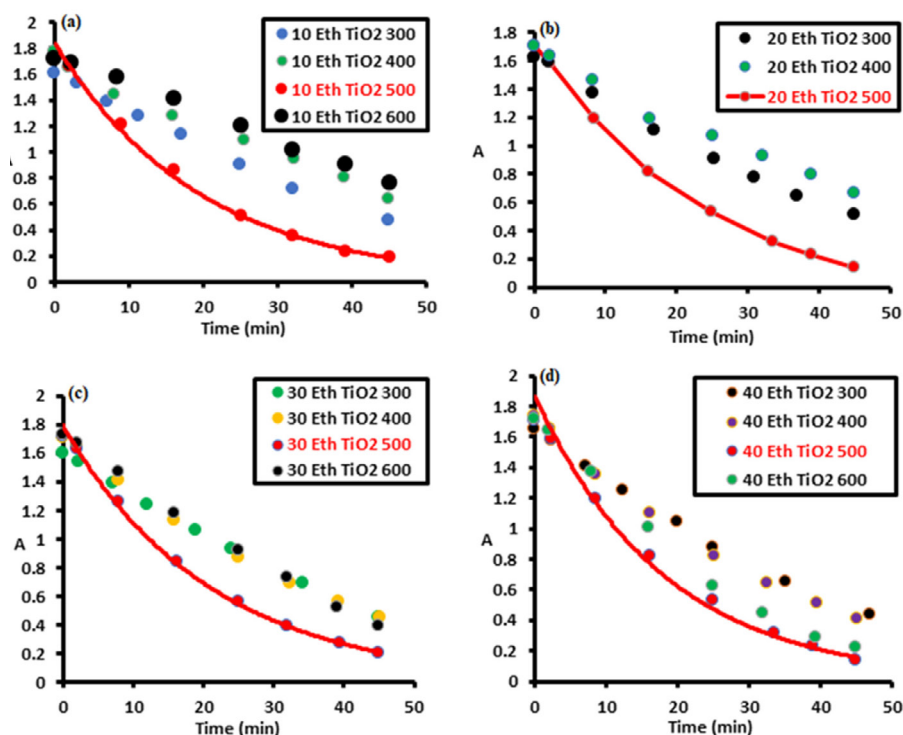 (a)
2
1.8
1.6
1.4
1.2
1
0.8
0.6
0.4
0.2
0
10 Eth TiO2 300
10 Eth TiO2 400
10 Eth TiO2 500
10 Eth TiO2 600
0 10 20 30 40 50
Time (min)
(b)
A
2
1.8
1.6
1.4
1.2
1
0.8
0.6
0.4
0.2
0
20 Eth TiO2 300
20 Eth TiO2 400
20 Eth TiO2 500
0 10 20 30 40 50
Time (min)
(c)
A
2
1.8
1.6
1.4
1.2
1
0.8
0.6
0.4
0.2
0
30 Eth TiO2 300
30 Eth TiO2 400
30 Eth TiO2 500
30 Eth TiO2 600
0 10 20 30 40 50
Time (min)
(d)
A
2
1.8
1.6
1.4
1.2
1
0.8
0.6
0.4
0.2
0
40 Eth TiO2 300
40 Eth TiO2 400
40 Eth TiO2 500
40 Eth TiO2 600
0 10 20 30 40 50
Time (min)